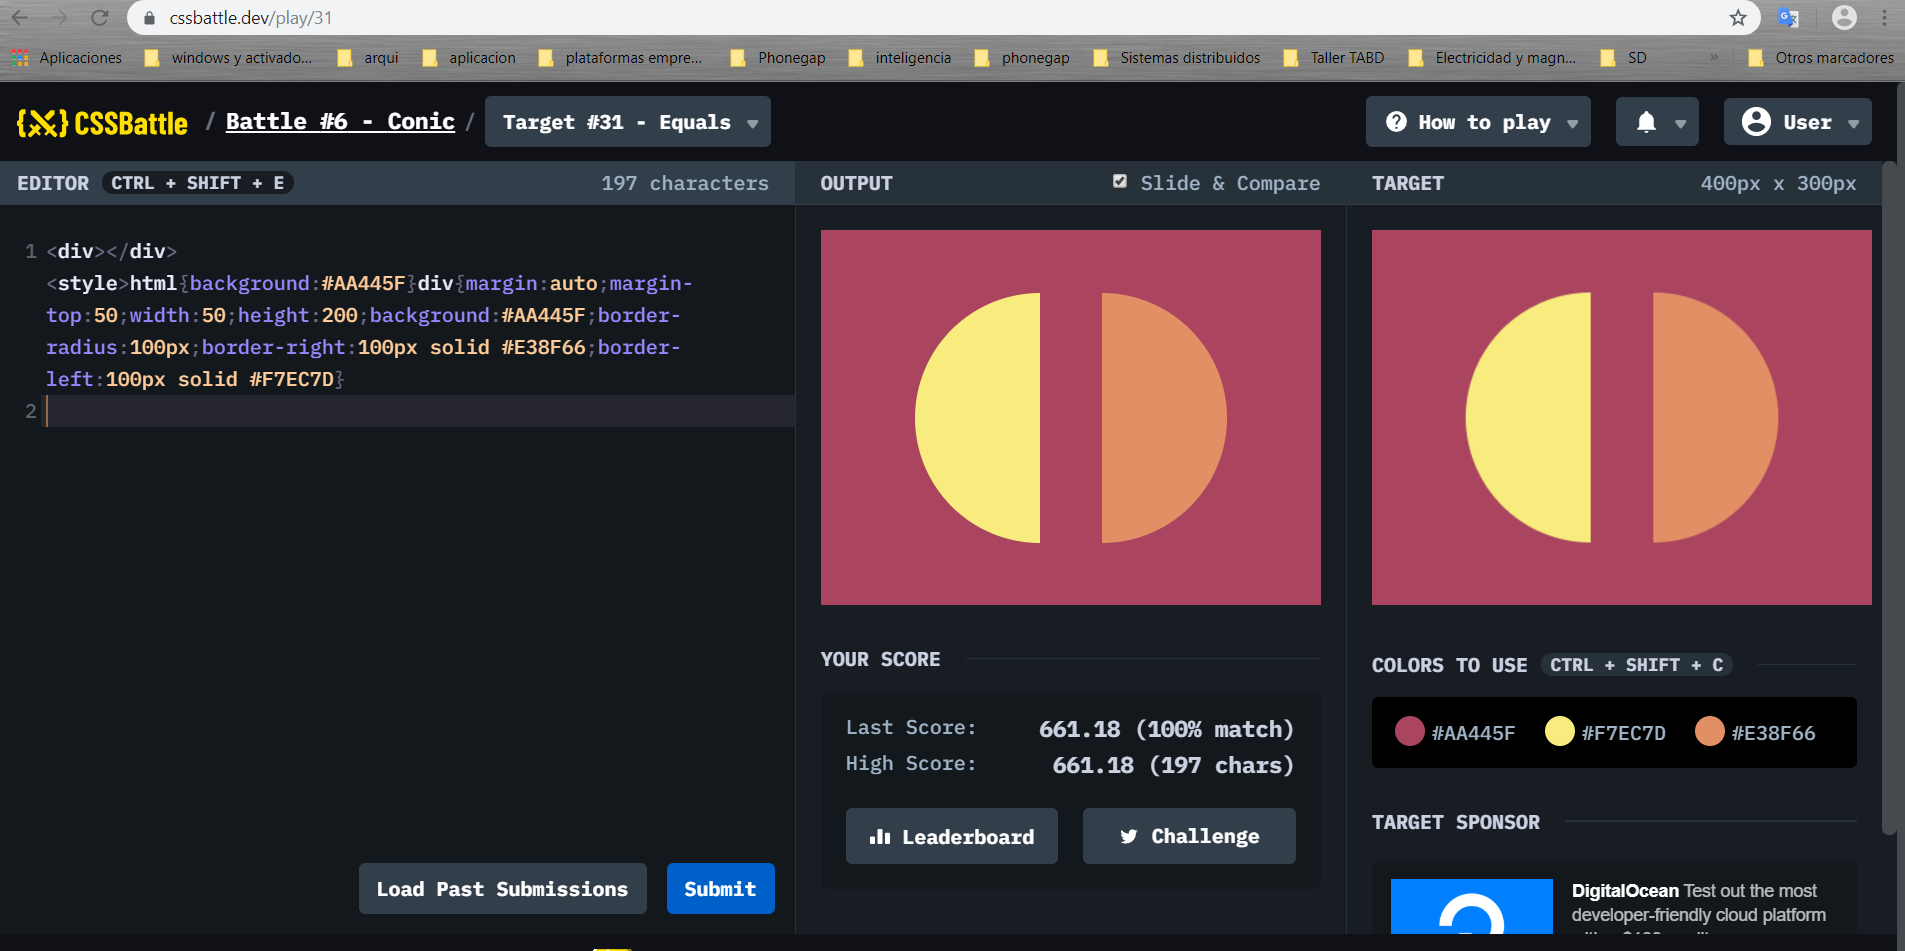 cssbattle.dev/play/31
Aplicaciones windows y activado... arqui aplicacion plataformas empre... Phonegap inteligencia phonegap Sistemas distribuidos Taller TABD Electricidad y magn... SD » Otros marcadores
{X} CSSBattle / Battle #6 - Conic / Target #31 - Equals How to play User
EDITOR CTRL + SHIFT + E 197 characters OUTPUT Slide & Compare TARGET 400px x 300px
1 <div></div>
<style>html{background:#AA445F}div{margin:auto;margin-
top:50;width:50;height:200;background:#AA445F;border-
radius:100px;border-right:100px solid #E38F66;border-
left:100px solid #F7EC7D}
2
YOUR SCORE
Last Score: 661.18 (100% match)
High Score: 661.18 (197 chars)
Leaderboard Challenge
Load Past Submissions Submit
COLORS TO USE CTRL + SHIFT + C
#AA445F #F7EC7D #E38F66
TARGET SPONSOR
DigitalOcean Test out the most
developer-friendly cloud platform